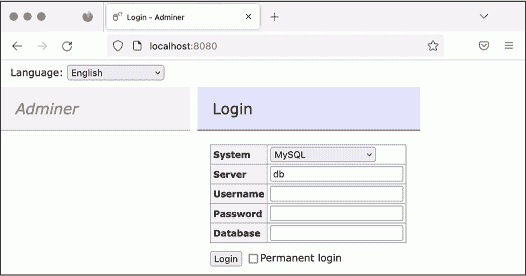 Login - Adminer
localhost:8080
Language: English
Adminer
Login
System MySQL
Server db
Username
Password
Database
Login Permanent login